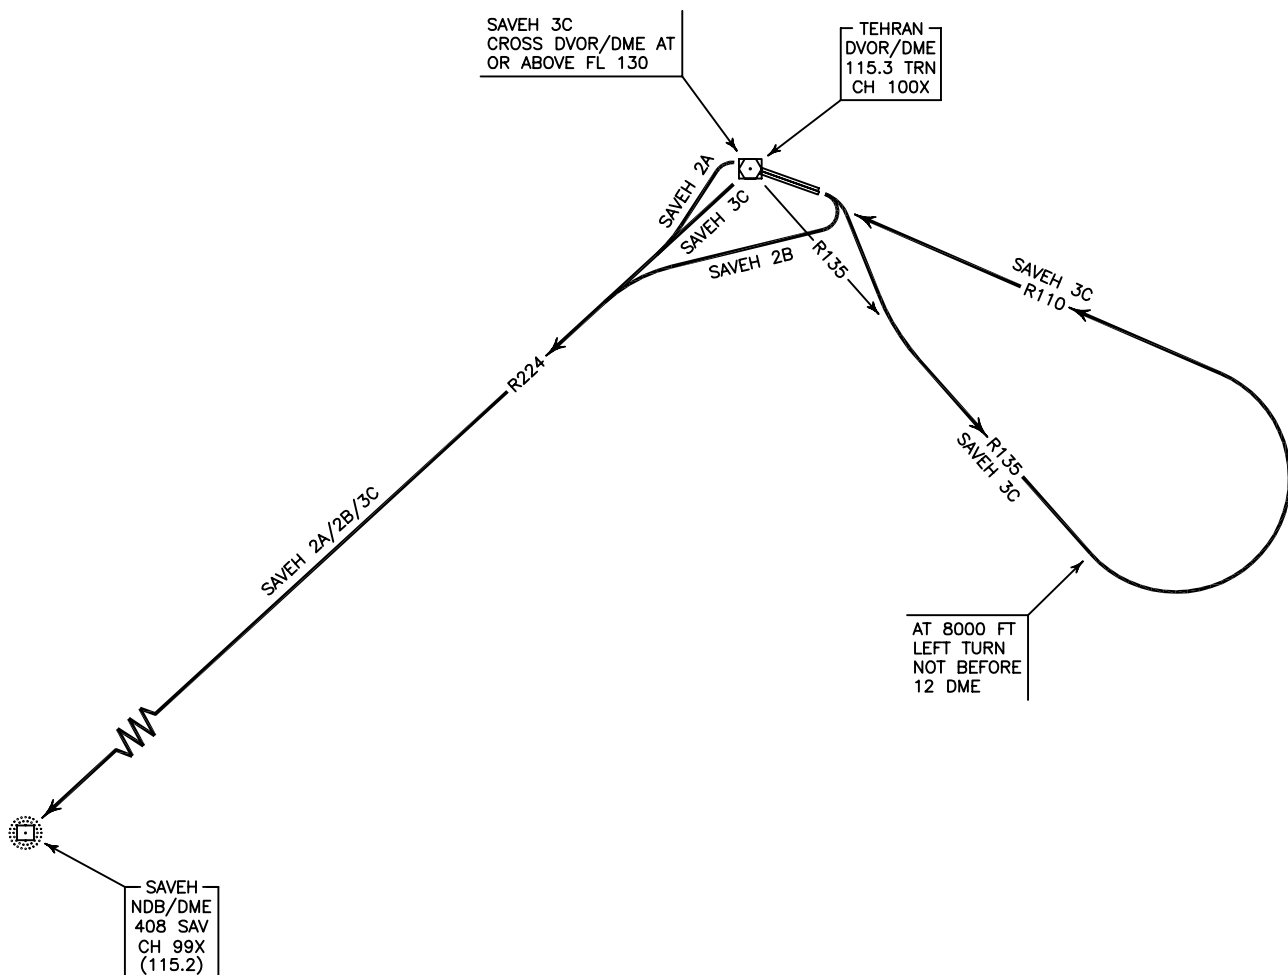 SAVEH 3C
CROSS DVOR/DME AT
OR ABOVE FL 130
TEHRAN
DVOR/DME
115.3 TRN
CH 100X
SAVEH 2A
SAVEH 3C
SAVEH 2B
R135
SAVEH 3C
R110
R224
R135
SAVEH 3C
SAVEH 2A/2B/3C
AT 8000 FT
LEFT TURN
NOT BEFORE
12 DME
SAVEH
NDB/DME
408 SAV
CH 99X
(115.2)